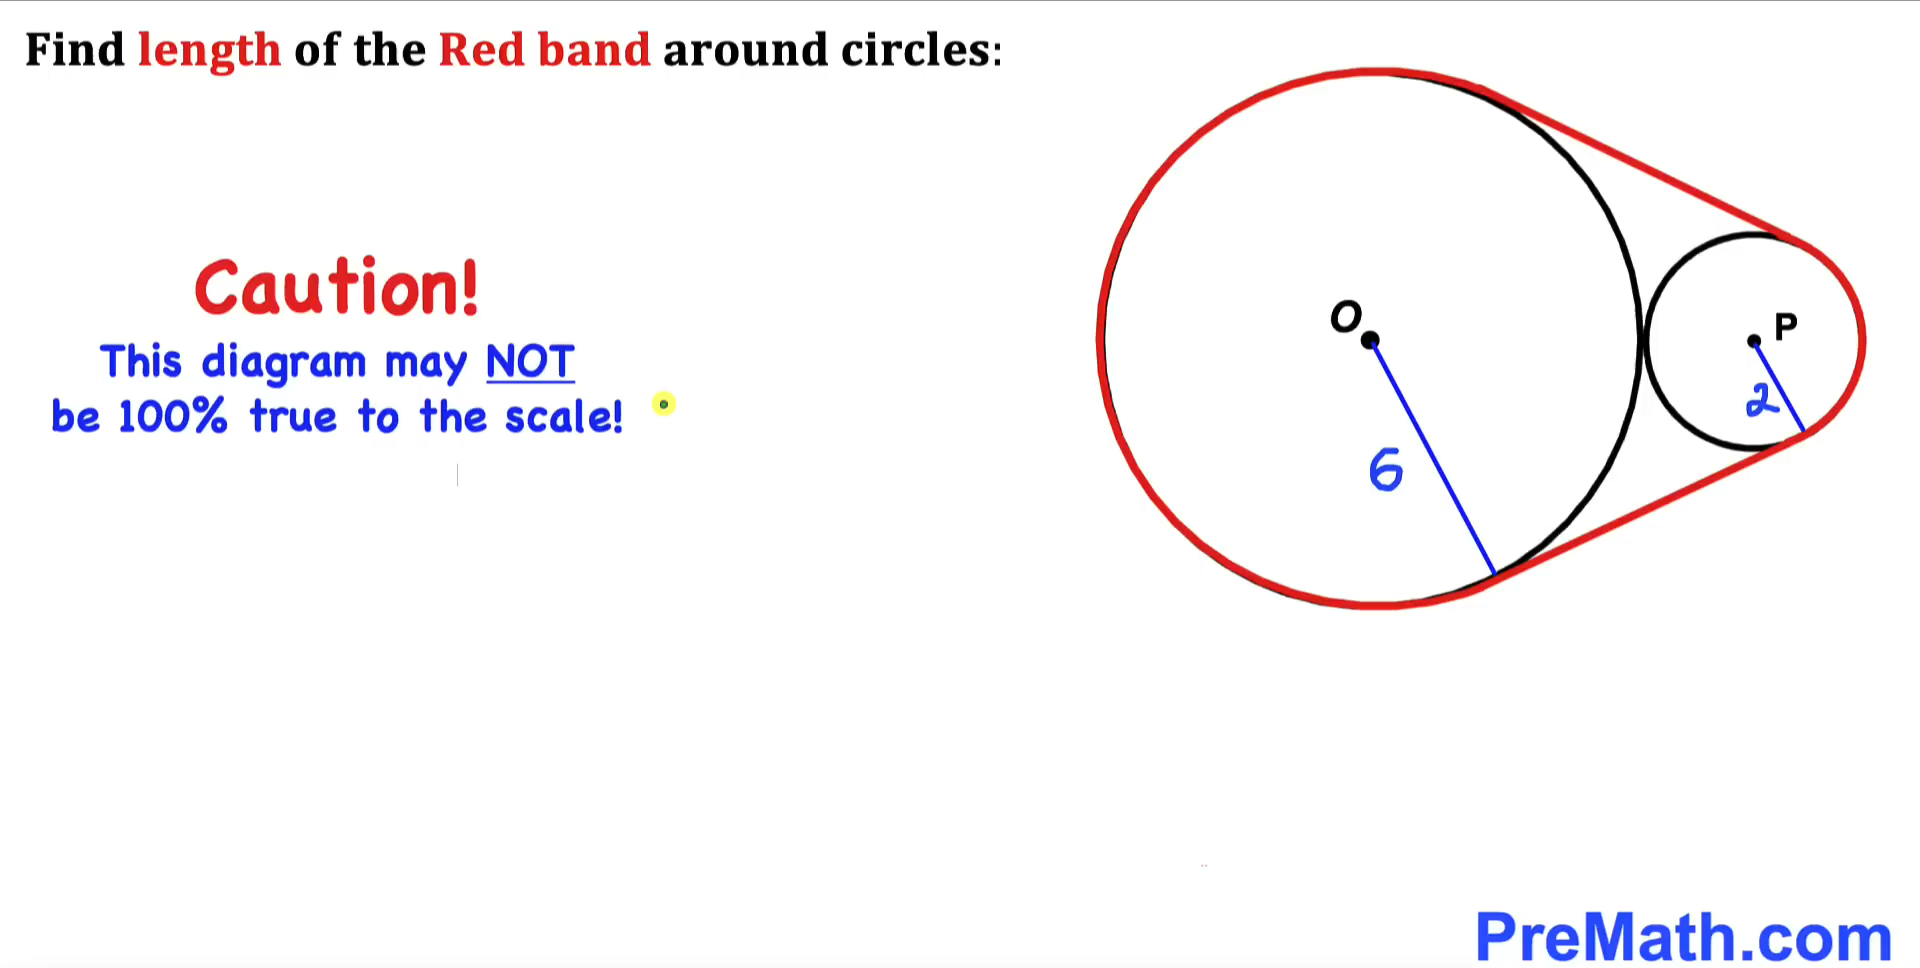 Find length of the Red band around circles:
Caution!
This diagram may NOT
be 100% true to the scale!
O
P
2
6
PreMath.com